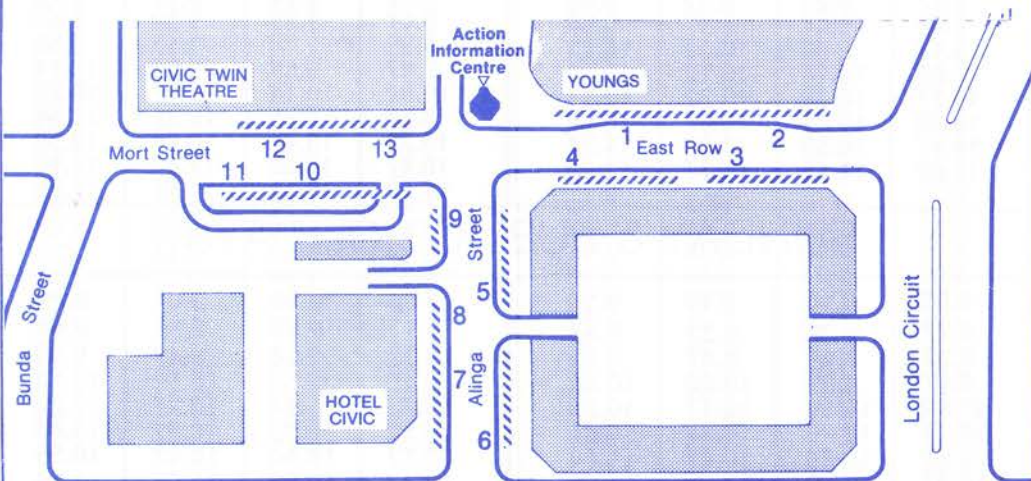 Action
Information
Centre
CIVIC TWIN
THEATRE
YOUNGS
Mort Street
12
13
1
East Row
2
11
10
4
3
9
Street
5
8
Bunda Street
7
Alinga
6
HOTEL
CIVIC
London Circuit